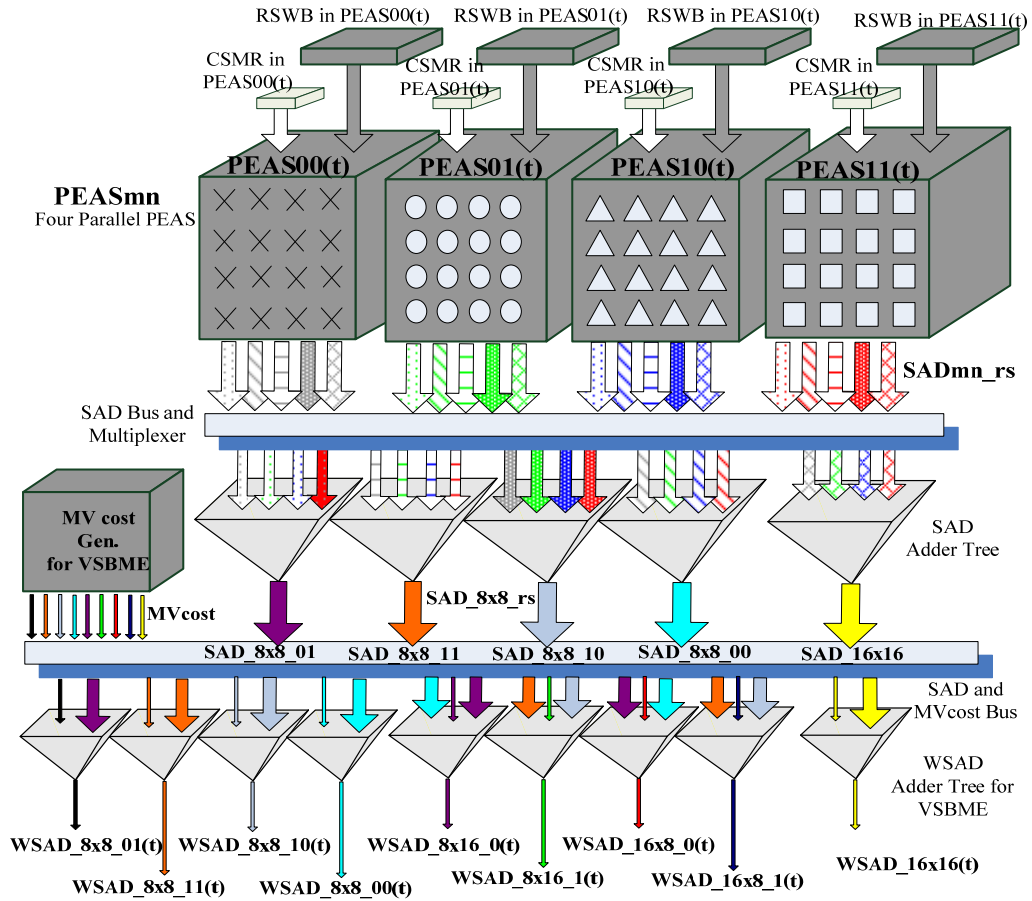 RSWB in PEAS00(t)
RSWB in PEAS01(t)
RSWB in PEAS10(t)
RSWB in PEAS11(t)
CSMR in
PEAS00(t)
CSMR in
PEAS01(t)
CSMR in
PEAS10(t)
CSMR in
PEAS11(t)
PEAS00(t)
PEAS01(t)
PEAS10(t)
PEAS11(t)
PEASmn
Four Parallel PEAS
SADmn_rs
SAD Bus and
Multiplexer
MV cost
Gen.
for VSBME
SAD
Adder Tree
MVcost
SAD_8x8_rs
SAD_8x8_01
SAD_8x8_11
SAD_8x8_10
SAD_8x8_00
SAD_16x16
SAD and
MVcost Bus
WSAD
Adder Tree for
VSBME
WSAD_8x8_01(t)
WSAD_8x8_11(t)
WSAD_8x8_10(t)
WSAD_8x8_00(t)
WSAD_8x16_0(t)
WSAD_8x16_1(t)
WSAD_16x8_0(t)
WSAD_16x8_1(t)
WSAD_16x16(t)